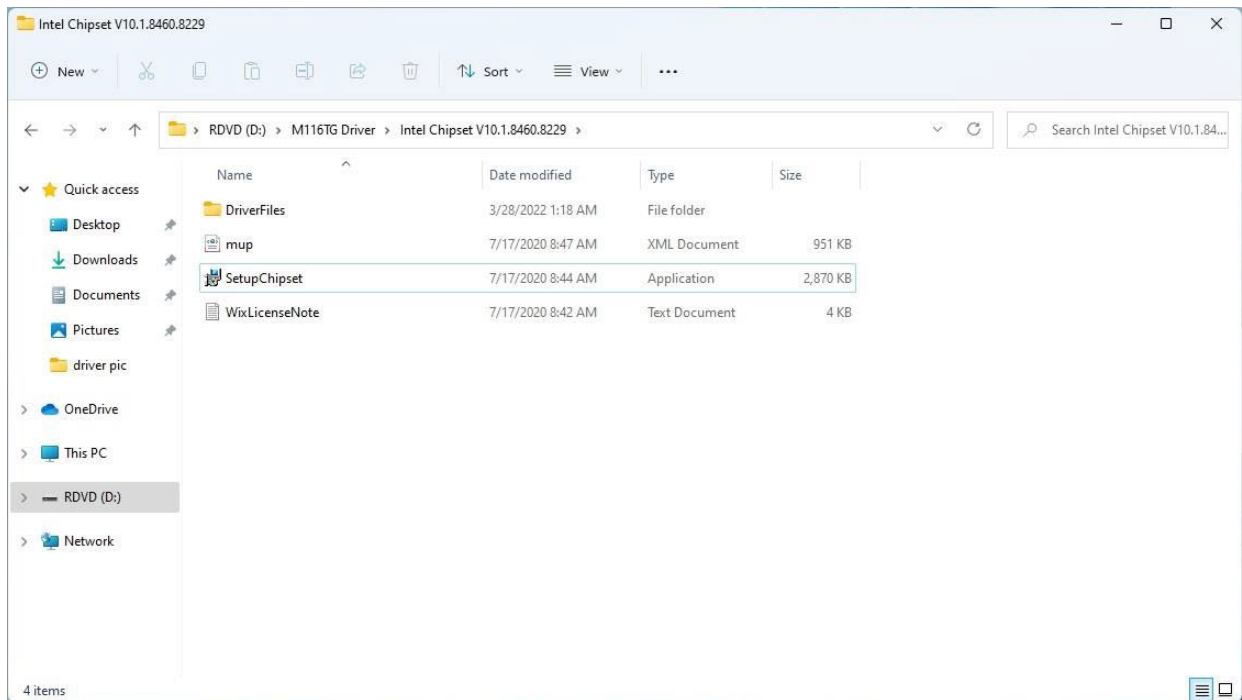 Intel Chipset V10.1.8460.8229
New Sort View
RDVD (D:) M116TG Driver Intel Chipset V10.1.8460.8229 Search Intel Chipset V10.1.84...
Name Date modified Type Size
Quick access
Desktop
Downloads
Documents
Pictures
driver pic
OneDrive
This PC
RDVD (D:)
Network
DriverFiles 3/28/2022 1:18 AM File folder
mup 7/17/2020 8:47 AM XML Document 951 KB
SetupChipset 7/17/2020 8:44 AM Application 2,870 KB
WixLicenseNote 7/17/2020 8:42 AM Text Document 4 KB
4 items